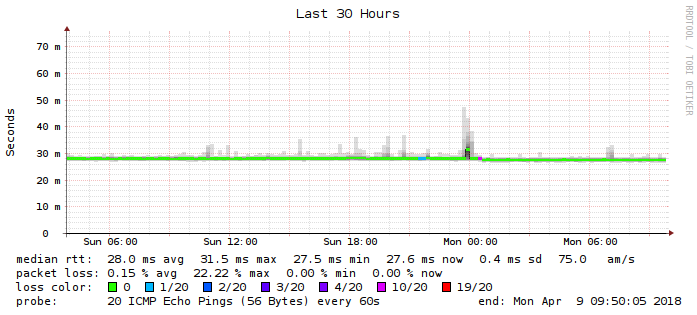 Last 30 Hours
RRDTOOL / TOBI OETIKER
Seconds
70 m
60 m
50 m
40 m
30 m
20 m
10 m
0
Sun 06:00 Sun 12:00 Sun 18:00 Mon 00:00 Mon 06:00
median rtt: 28.0 ms avg 31.5 ms max 27.5 ms min 27.6 ms now 0.4 ms sd 75.0 am/s
packet loss: 0.15 % avg 22.22 % max 0.00 % min 0.00 % now
loss color: 0 1/20 2/20 3/20 4/20 10/20 19/20
probe: 20 ICMP Echo Pings (56 Bytes) every 60s end: Mon Apr 9 09:50:05 2018